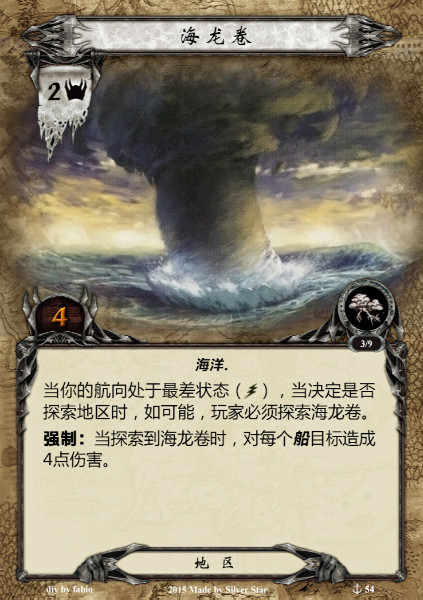 海龙卷
2
4
3/9
海洋.
当你的航向处于最差状态（⚡），当决定是否
探索地区时，如可能，玩家必须探索海龙卷。
强制：当探索到海龙卷时，对每个船目标造成
4点伤害。
地 区
diy by fabio
2015 Made by Silver Star
⚓ 54